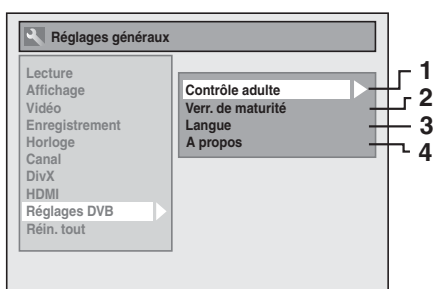 Réglages généraux
Lecture
Affichage
Vidéo
Enregistrement
Horloge
Canal
DivX
HDMI
Réglages DVB
Réin. tout
Contrôle adulte
Verr. de maturité
Langue
A propos
1
2
3
4